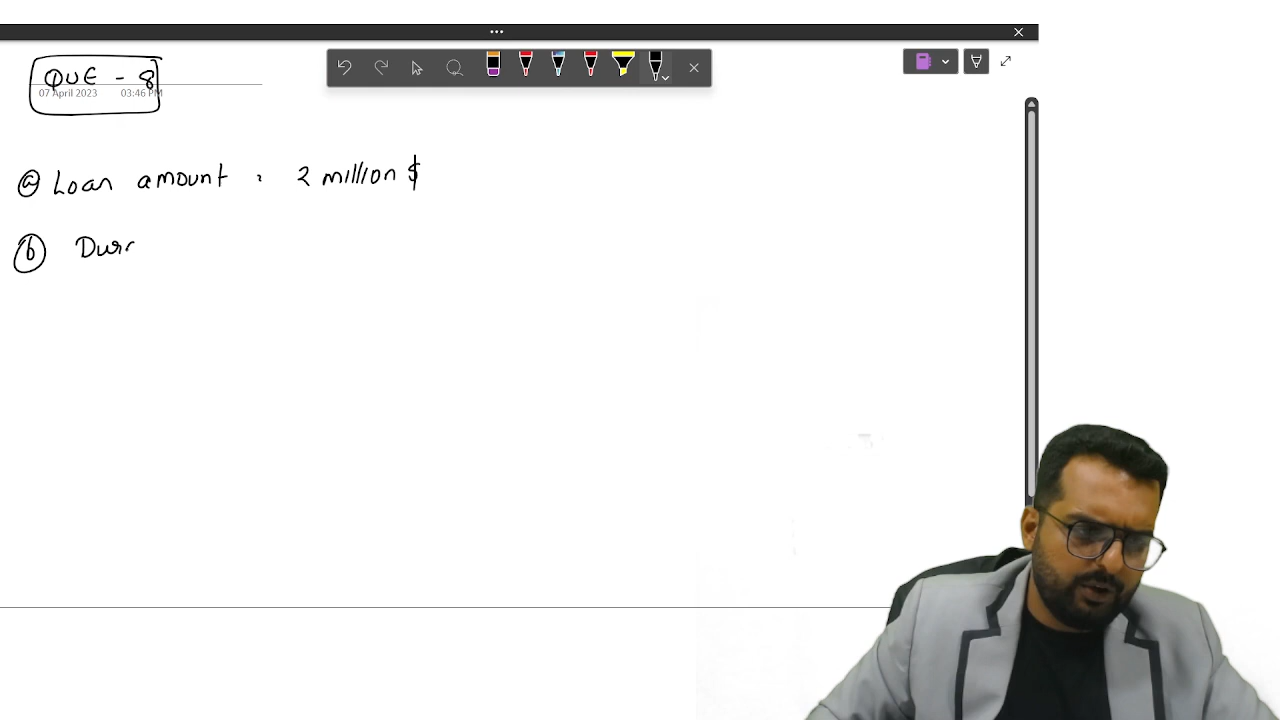 QUE - 8
07 April 2023 03:46 PM
ⓐ Loan amount : 2 million $
ⓑ Dur